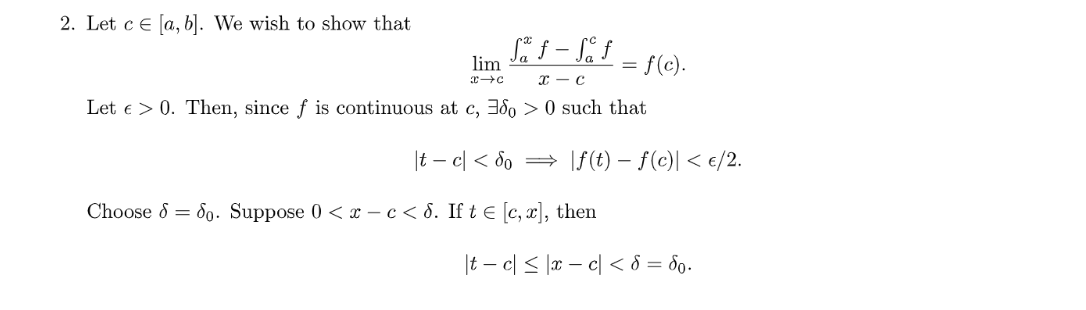 2. Let c ∈ [a, b]. We wish to show that
lim_{x→c} \frac{∫_a^x f − ∫_a^c f}{x − c} = f(c).
Let ϵ > 0. Then, since f is continuous at c, ∃δ₀ > 0 such that
|t − c| < δ₀ ⟹ |f(t) − f(c)| < ϵ/2.
Choose δ = δ₀. Suppose 0 < x − c < δ. If t ∈ [c, x], then
|t − c| ≤ |x − c| < δ = δ₀.